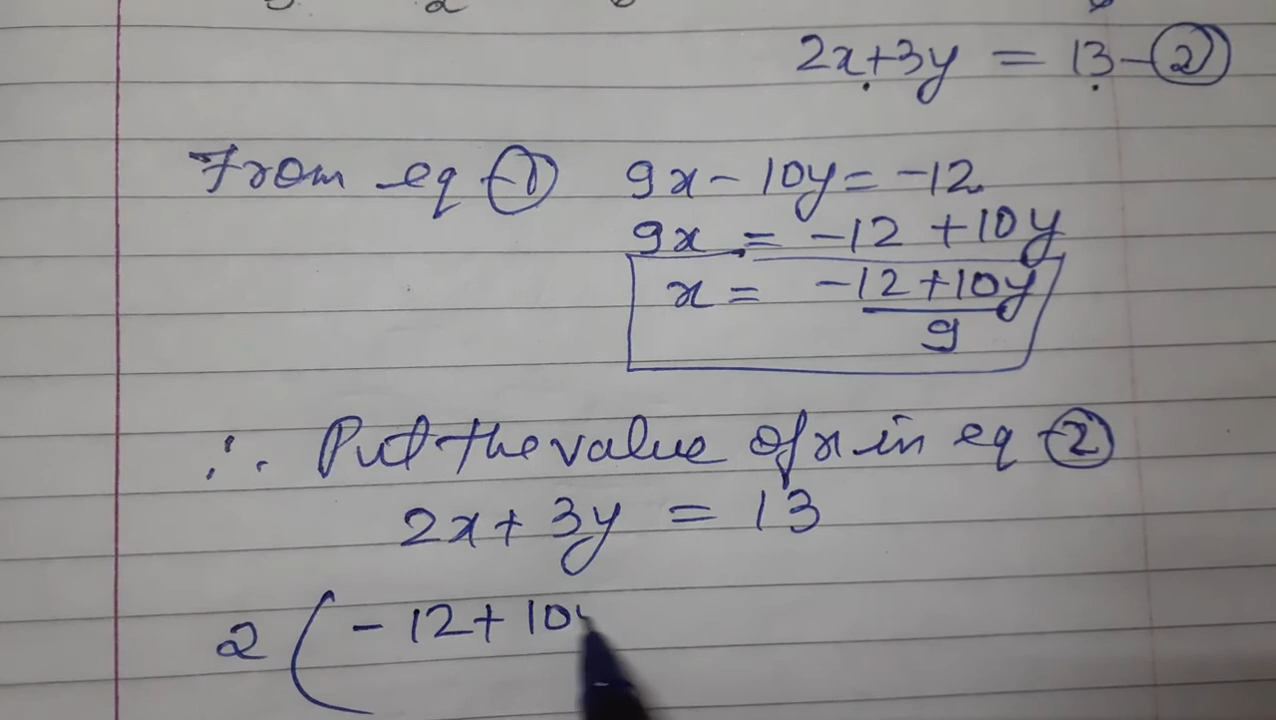 2x+3y = 13 - ②
From eq - ① 9x - 10y = -12
9x = -12 + 10y
x = -12+10y
9
∴ Put the value of x in eq - ②
2x + 3y = 13
2 ( -12 + 10y